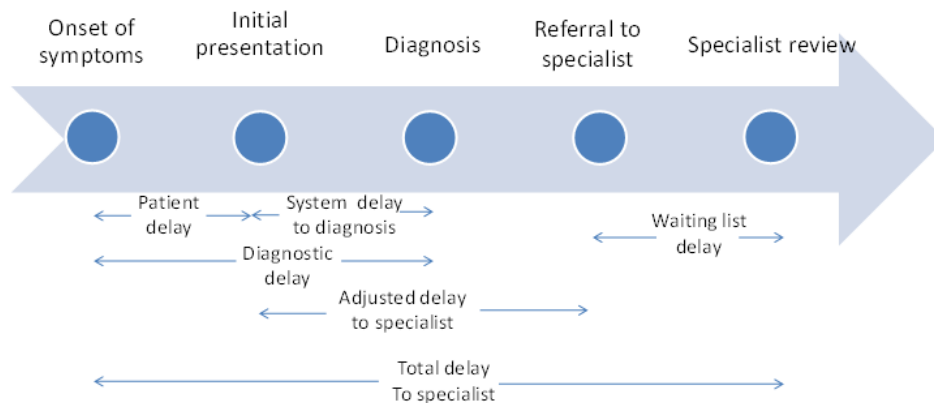 Onset of
symptoms
Initial
presentation
Diagnosis
Referral to
specialist
Specialist review
Patient
delay
System delay
to diagnosis
Waiting list
delay
Diagnostic
delay
Adjusted delay
to specialist
Total delay
To specialist